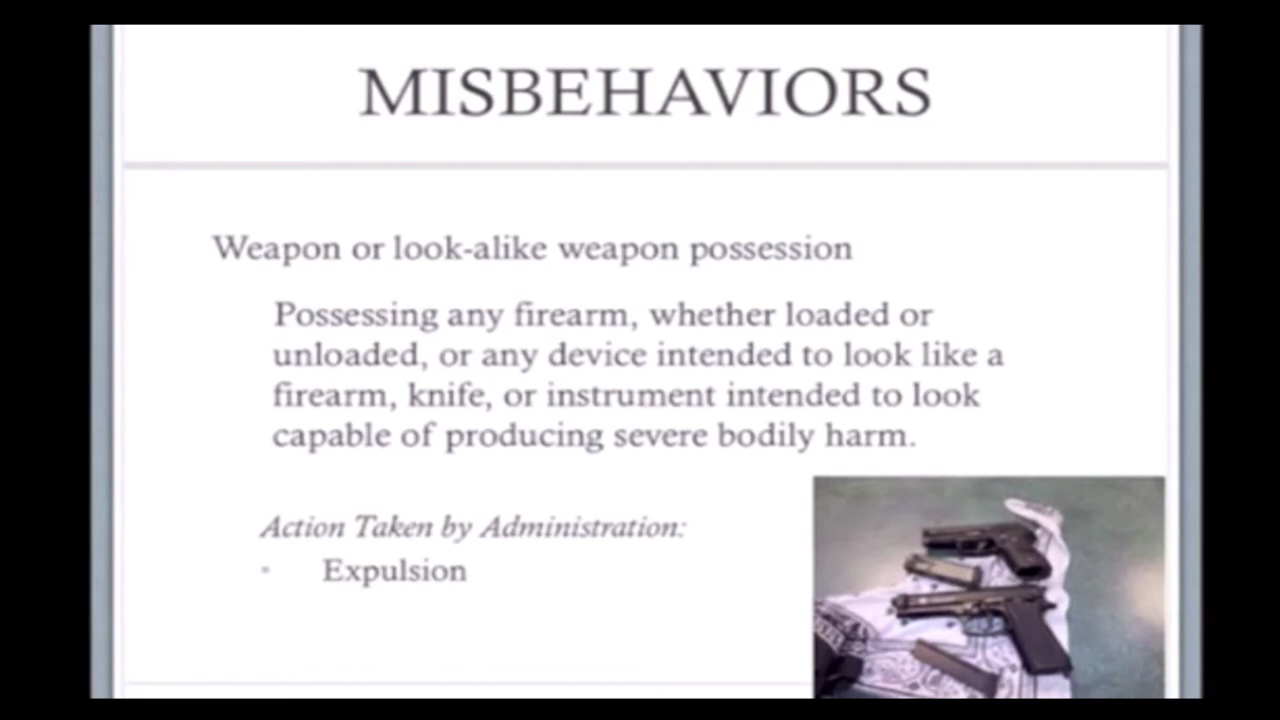 MISBEHAVIORS
Weapon or look-alike weapon possession
Possessing any firearm, whether loaded or
unloaded, or any device intended to look like a
firearm, knife, or instrument intended to look
capable of producing severe bodily harm.
Action Taken by Administration:
• Expulsion